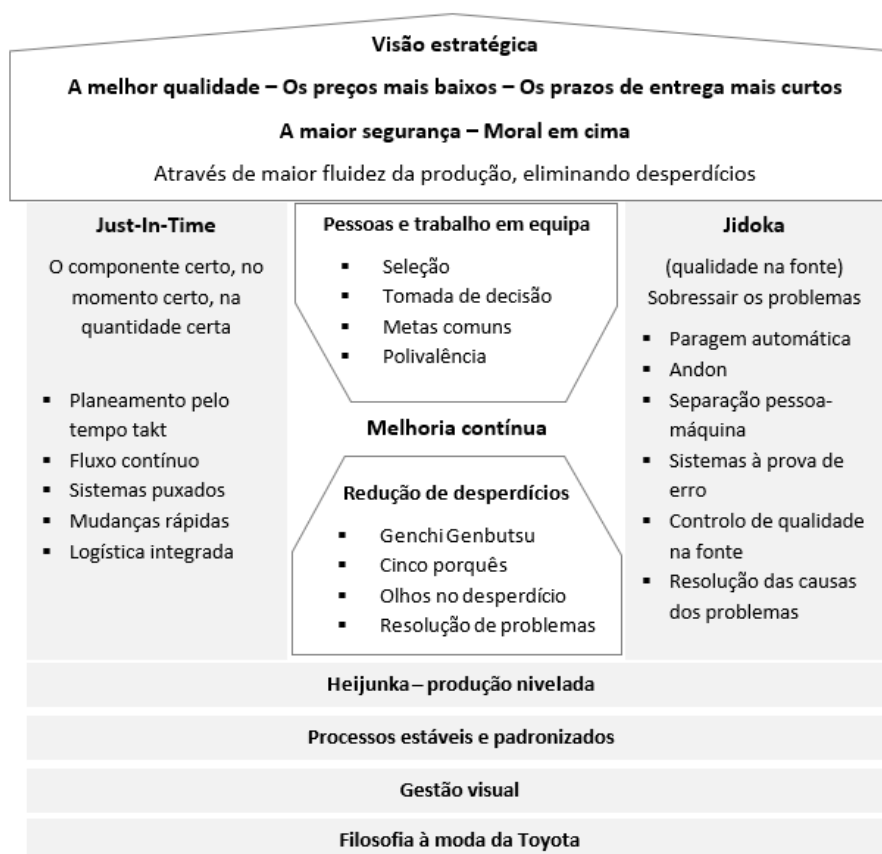 Visão estratégica
A melhor qualidade – Os preços mais baixos – Os prazos de entrega mais curtos
A maior segurança – Moral em cima
Através de maior fluidez da produção, eliminando desperdícios
Just-In-Time
O componente certo, no
momento certo, na
quantidade certa
▪ Planeamento pelo
tempo takt
▪ Fluxo contínuo
▪ Sistemas puxados
▪ Mudanças rápidas
▪ Logística integrada
Pessoas e trabalho em equipa
▪ Seleção
▪ Tomada de decisão
▪ Metas comuns
▪ Polivalência
Melhoria contínua
Redução de desperdícios
▪ Genchi Genbutsu
▪ Cinco porquês
▪ Olhos no desperdício
▪ Resolução de problemas
Jidoka
(qualidade na fonte)
Sobressair os problemas
▪ Paragem automática
▪ Andon
▪ Separação pessoa-
máquina
▪ Sistemas à prova de
erro
▪ Controlo de qualidade
na fonte
▪ Resolução das causas
dos problemas
Heijunka – produção nivelada
Processos estáveis e padronizados
Gestão visual
Filosofia à moda da Toyota